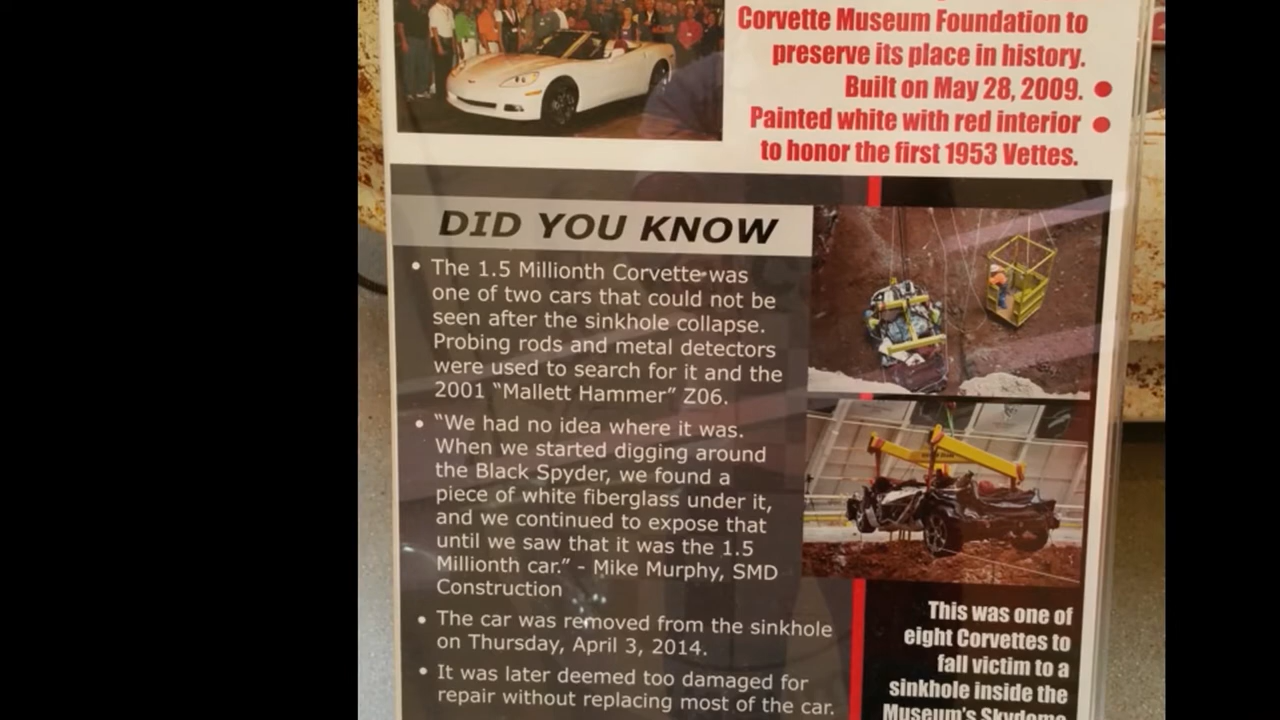 Corvette Museum Foundation to
preserve its place in history.
Built on May 28, 2009. •
Painted white with red interior •
to honor the first 1953 Vettes.
DID YOU KNOW
• The 1.5 Millionth Corvette was
one of two cars that could not be
seen after the sinkhole collapse.
Probing rods and metal detectors
were used to search for it and the
2001 “Mallett Hammer” Z06.
• “We had no idea where it was.
When we started digging around
the Black Spyder, we found a
piece of white fiberglass under it,
and we continued to expose that
until we saw that it was the 1.5
Millionth car.” - Mike Murphy, SMD
Construction
• The car was removed from the sinkhole
on Thursday, April 3, 2014.
• It was later deemed too damaged for
repair without replacing most of the car.
This was one of
eight Corvettes to
fall victim to a
sinkhole inside the
Museum's Skydome